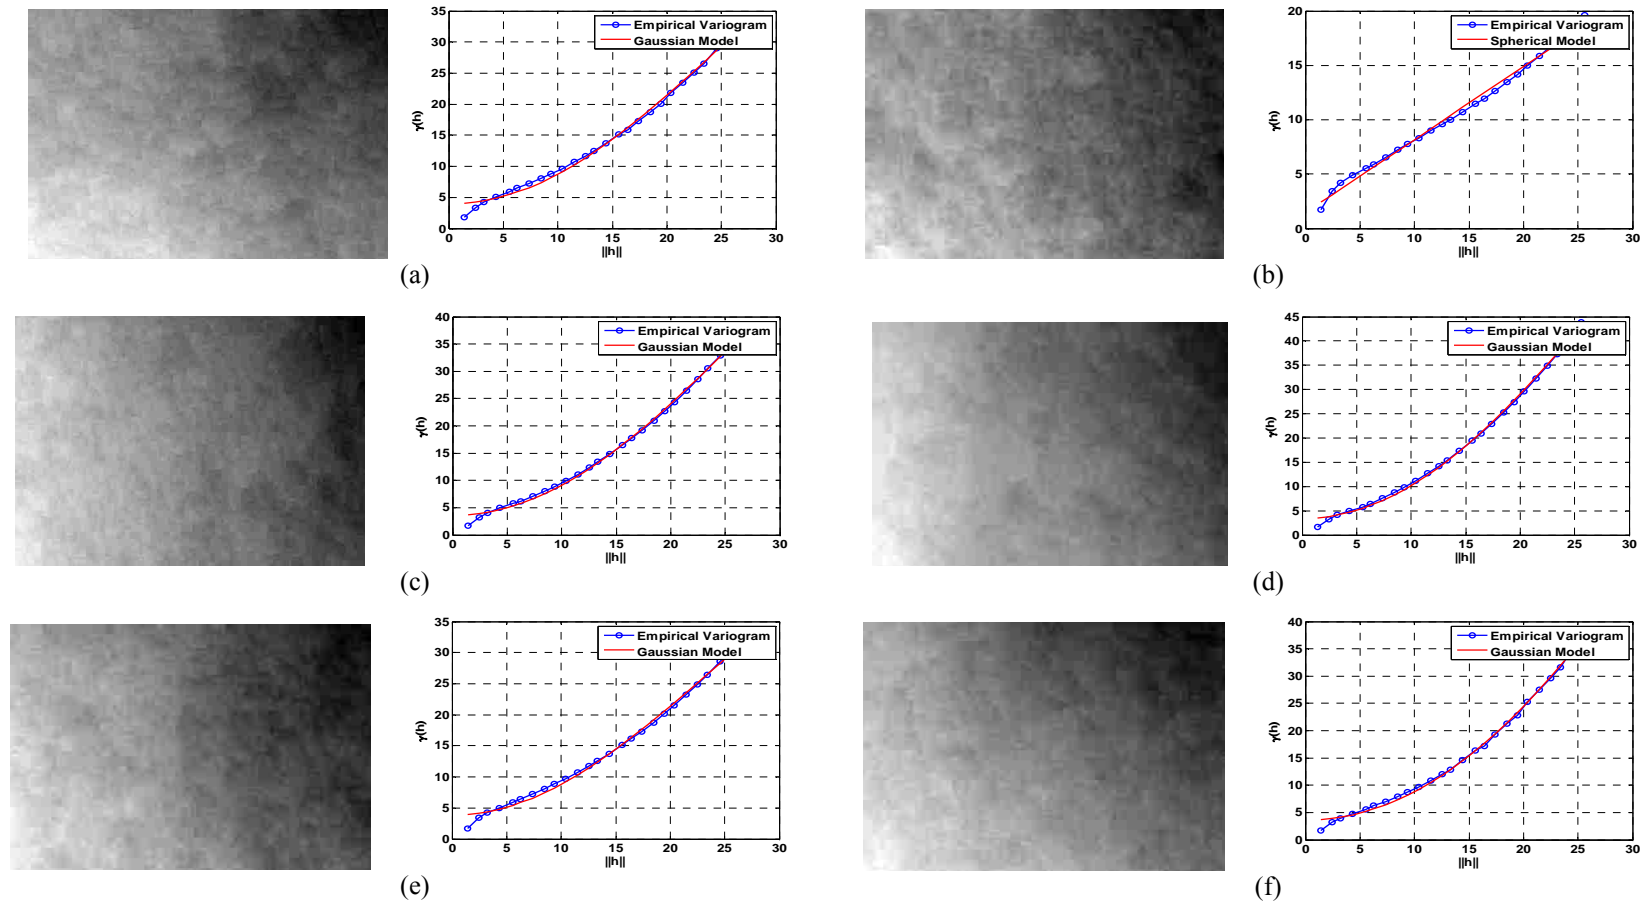 35
30
25
20
15
10
5
0
γ(h)
Empirical Variogram
Gaussian Model
0 5 10 15 20 25 30
||h||
(a)
20
15
10
5
0
γ(h)
Empirical Variogram
Spherical Model
0 5 10 15 20 25 30
||h||
(b)
40
35
30
25
20
15
10
5
0
γ(h)
Empirical Variogram
Gaussian Model
0 5 10 15 20 25 30
||h||
(c)
45
40
35
30
25
20
15
10
5
0
γ(h)
Empirical Variogram
Gaussian Model
0 5 10 15 20 25 30
||h||
(d)
35
30
25
20
15
10
5
0
γ(h)
Empirical Variogram
Gaussian Model
0 5 10 15 20 25 30
||h||
(e)
40
35
30
25
20
15
10
5
0
γ(h)
Empirical Variogram
Gaussian Model
0 5 10 15 20 25 30
||h||
(f)